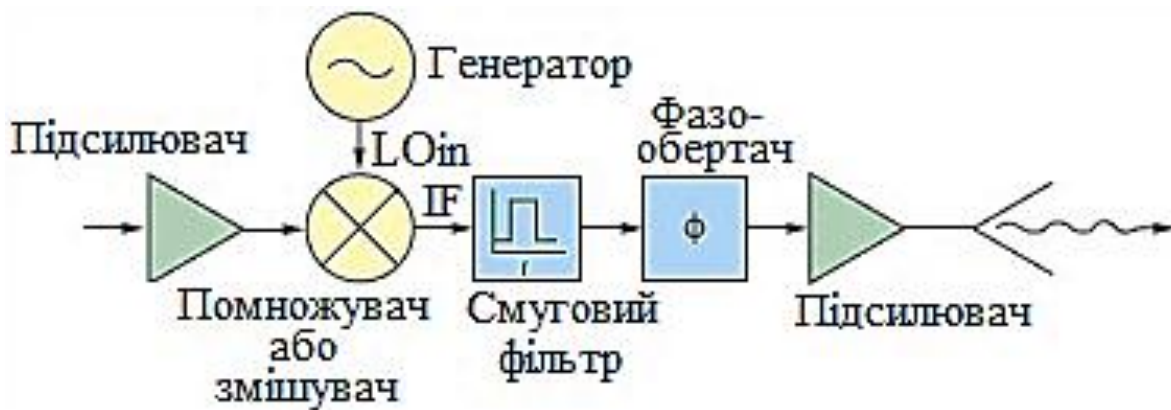 Генератор
Підсилювач
LOin
IF
Фазо-
обертач
Φ
f
Помножувач
або
змішувач
Смуговий
фільтр
Підсилювач